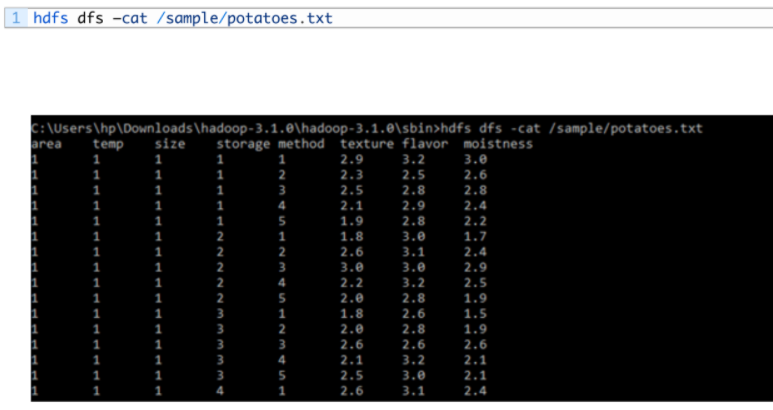 1 hdfs dfs –cat /sample/potatoes.txt
C:\Users\hp\Downloads\hadoop-3.1.0\hadoop-3.1.0\sbin>hdfs dfs -cat /sample/potatoes.txt
area temp size storage method texture flavor moistness
1 1 1 1 1 2.9 3.2 3.0
1 1 1 1 2 2.3 2.5 2.6
1 1 1 1 3 2.5 2.8 2.8
1 1 1 1 4 2.1 2.9 2.4
1 1 1 1 5 1.9 2.8 2.2
1 1 1 2 1 1.8 3.0 1.7
1 1 1 2 2 2.6 3.1 2.4
1 1 1 2 3 3.0 3.0 2.9
1 1 1 2 4 2.2 3.2 2.5
1 1 1 2 5 2.0 2.8 1.9
1 1 1 3 1 1.8 2.6 1.5
1 1 1 3 2 2.0 2.8 1.9
1 1 1 3 3 2.6 2.6 2.6
1 1 1 3 4 2.1 3.2 2.1
1 1 1 3 5 2.5 3.0 2.1
1 1 1 4 1 2.6 3.1 2.4